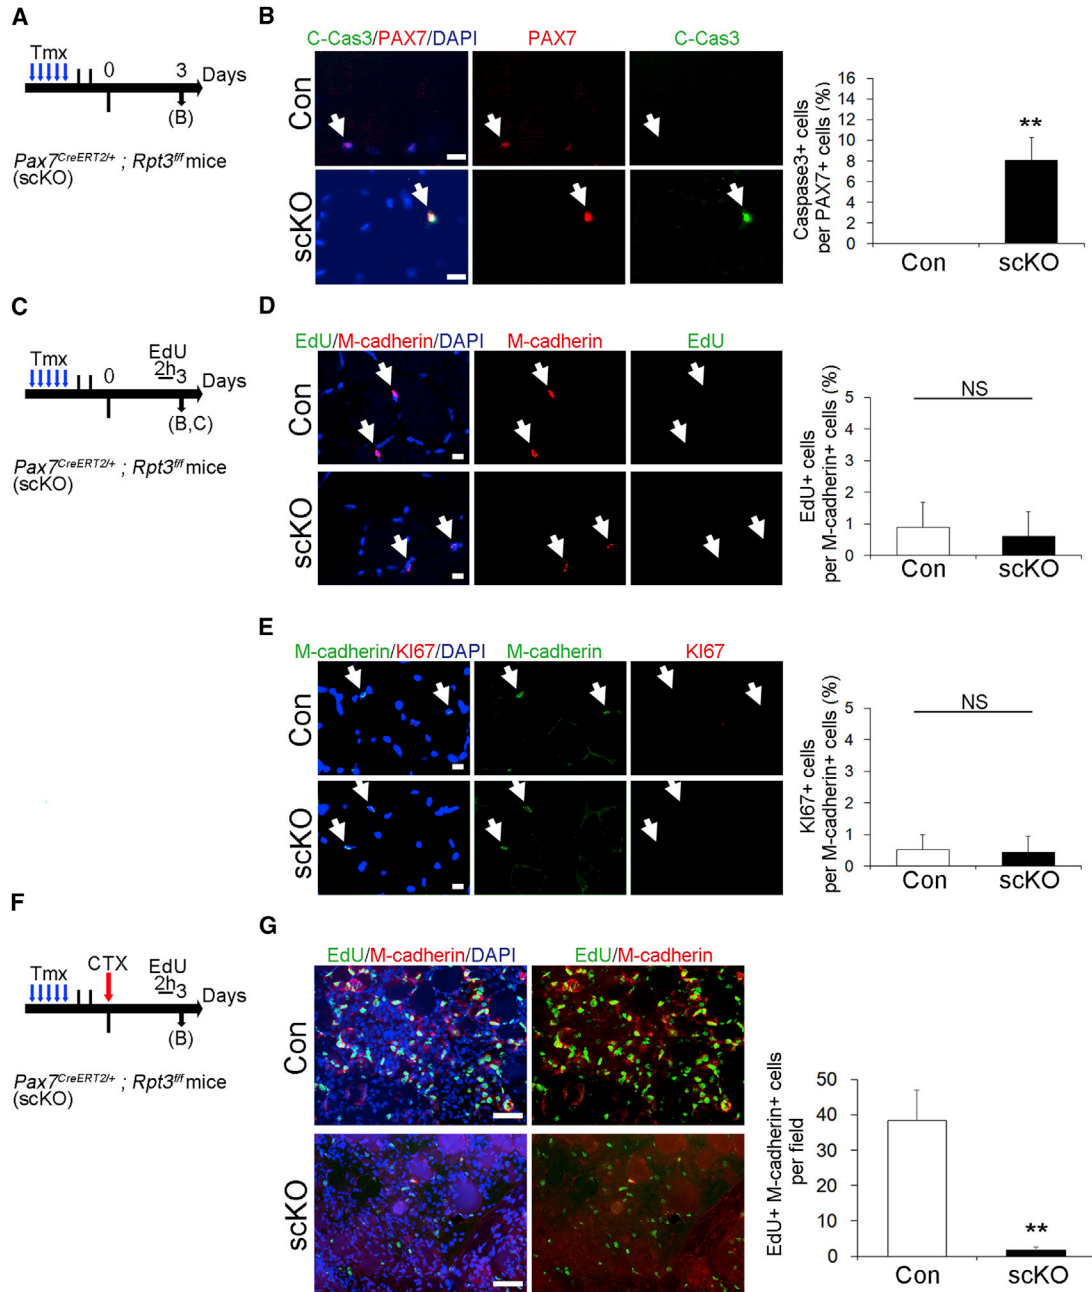 A
Tmx
0
3
Days
(B)
Pax7CreERT2/+ ; Rpt3f/f mice
(scKO)
B
C-Cas3/PAX7/DAPI
PAX7
C-Cas3
Con
scKO
Caspase3+ cells
per PAX7+ cells (%)
16
14
12
10
8
6
4
2
0
**
Con
scKO
C
Tmx
0
EdU
2h
3
Days
(B,C)
Pax7CreERT2/+ ; Rpt3f/f mice
(scKO)
D
EdU/M-cadherin/DAPI
M-cadherin
EdU
Con
scKO
EdU+ cells
per M-cadherin+ cells (%)
5
4
3
2
1
0
NS
Con
scKO
E
M-cadherin/KI67/DAPI
M-cadherin
KI67
Con
scKO
KI67+ cells
per M-cadherin+ cells (%)
5
4
3
2
1
0
NS
Con
scKO
F
Tmx
CTX
EdU
2h
3
Days
(B)
Pax7CreERT2/+ ; Rpt3f/f mice
(scKO)
G
EdU/M-cadherin/DAPI
EdU/M-cadherin
Con
scKO
EdU+ M-cadherin+ cells
per field
50
40
30
20
10
0
**
Con
scKO